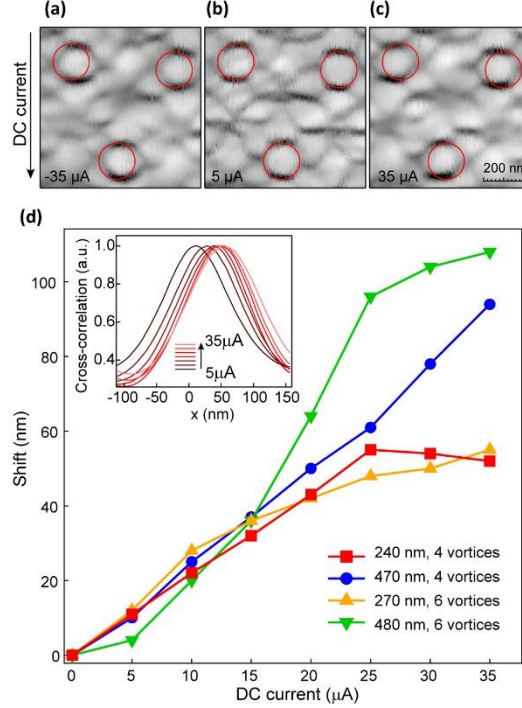 (a)
(b)
(c)
DC current
-35 μA
5 μA
35 μA
200 nm
(d)
Cross-correlation (a.u.)
1.0
0.8
0.6
0.4
35μA
5μA
-100 -50 0 50 100 150
x (nm)
Shift (nm)
100
80
60
40
20
0
240 nm, 4 vortices
470 nm, 4 vortices
270 nm, 6 vortices
480 nm, 6 vortices
0 5 10 15 20 25 30 35
DC current (μA)